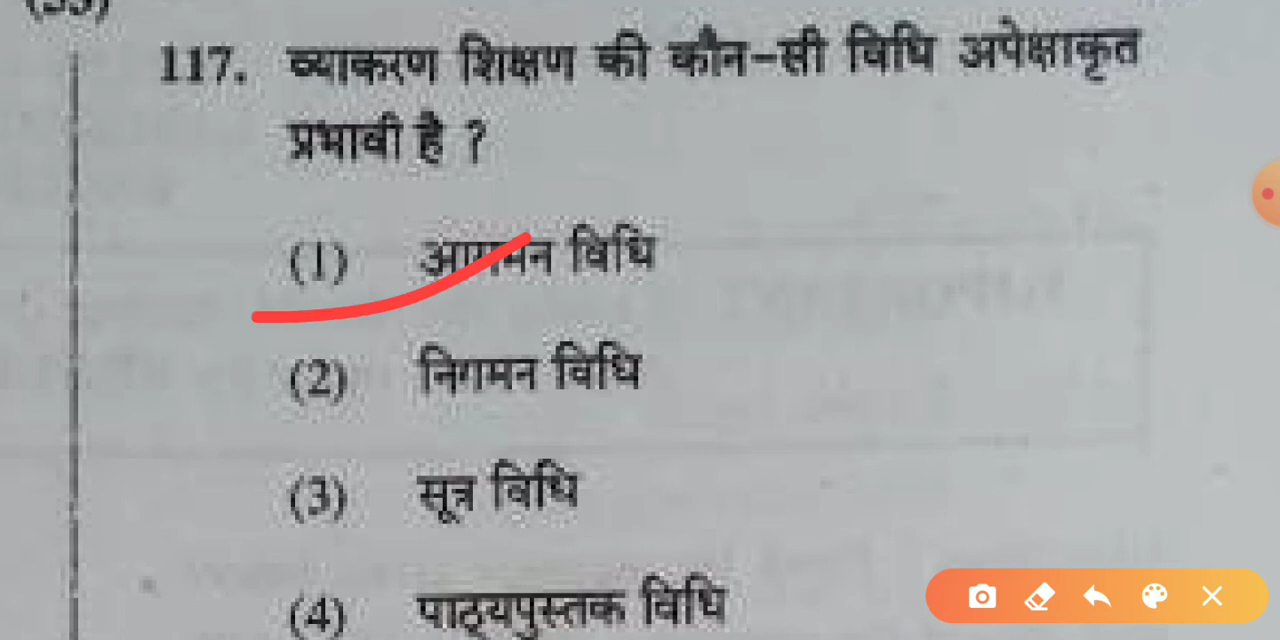 117. व्याकरण शिक्षण की कौन-सी विधि अपेक्षाकृत
प्रभावी है ?
(1) आगमन विधि
(2) निगमन विधि
(3) सूत्र विधि
(4) पाठ्यपुस्तक विधि